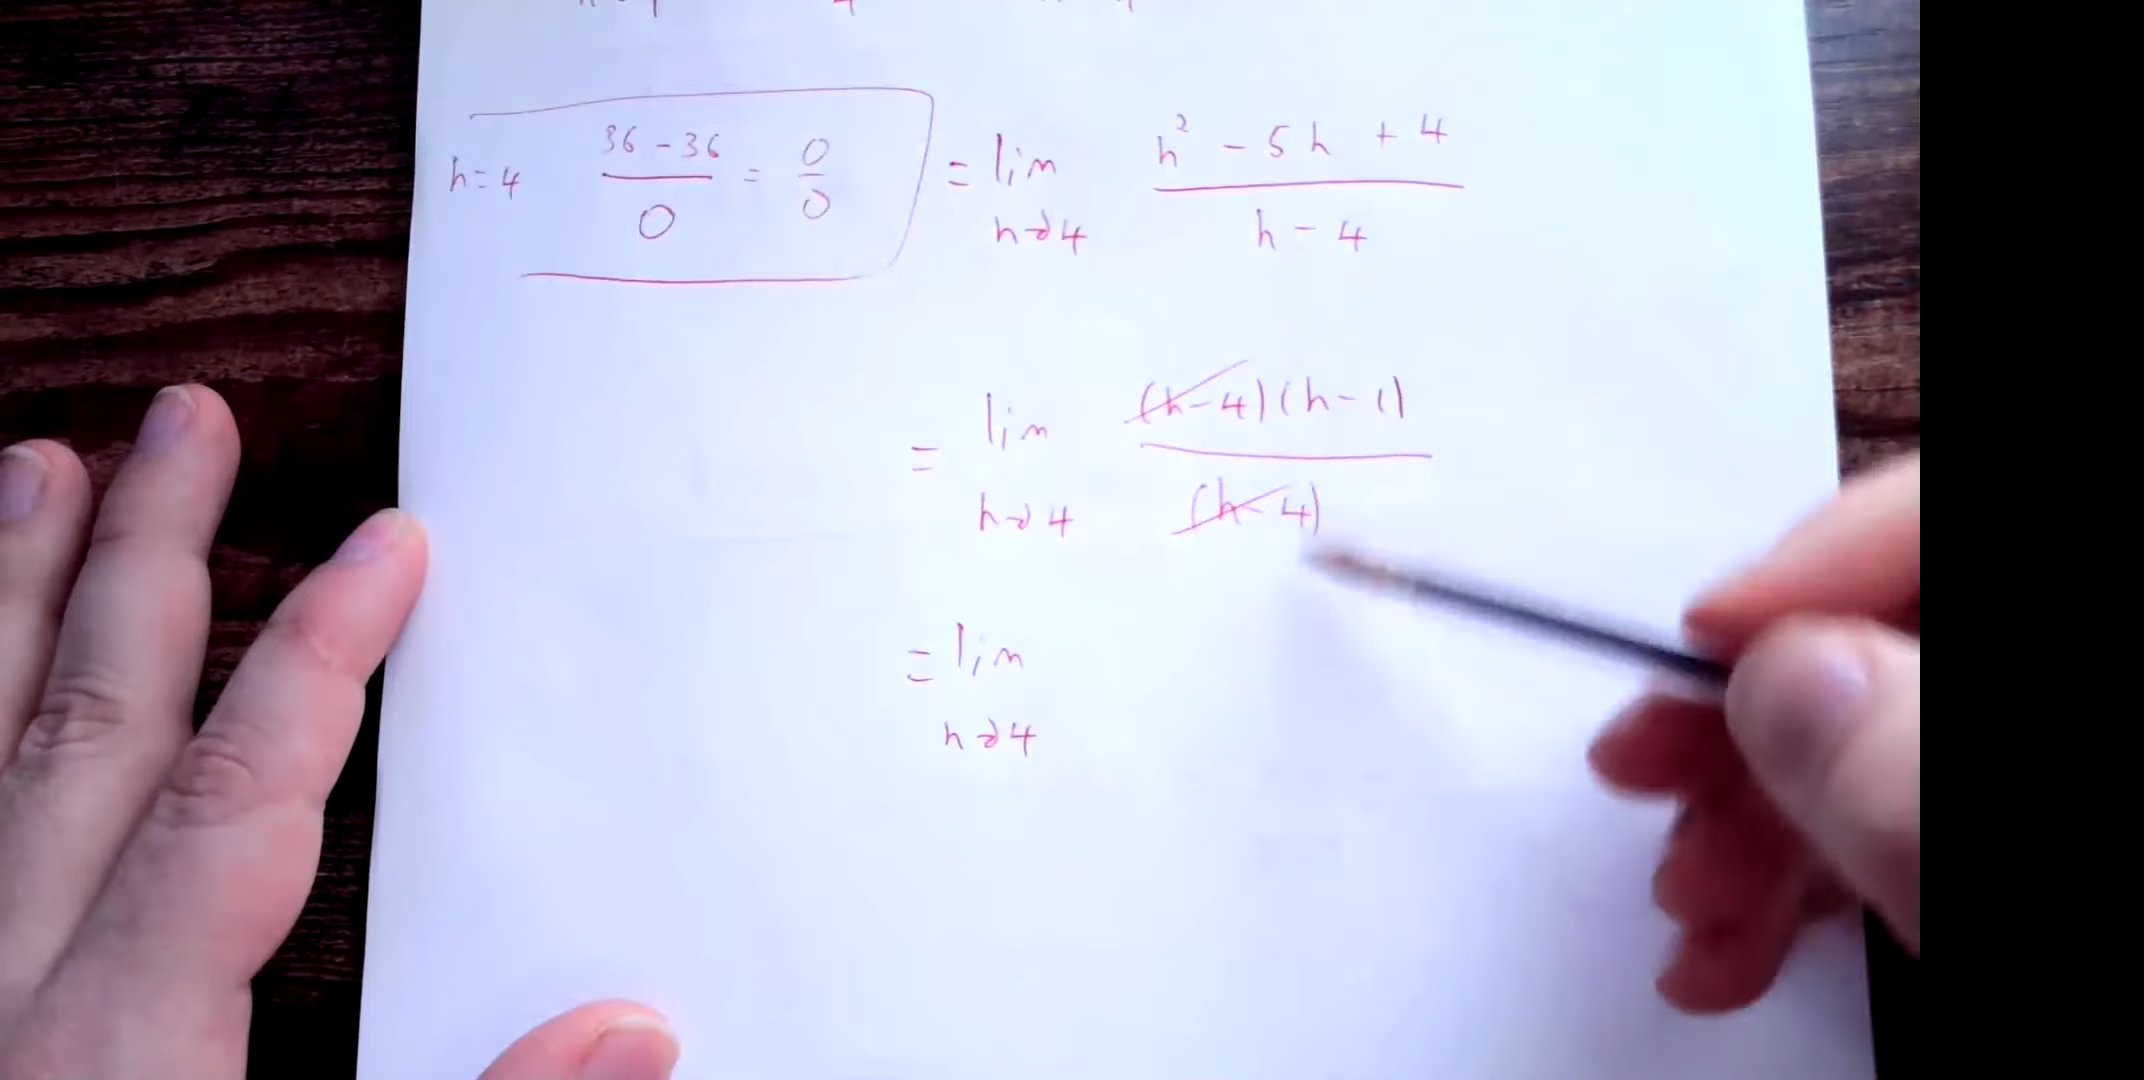 h=4 36-36/0 = 0/0 = lim h→4 h² - 5h + 4 / h - 4
= lim h→4 (h-4)(h-1) / (h-4)
= lim h→4